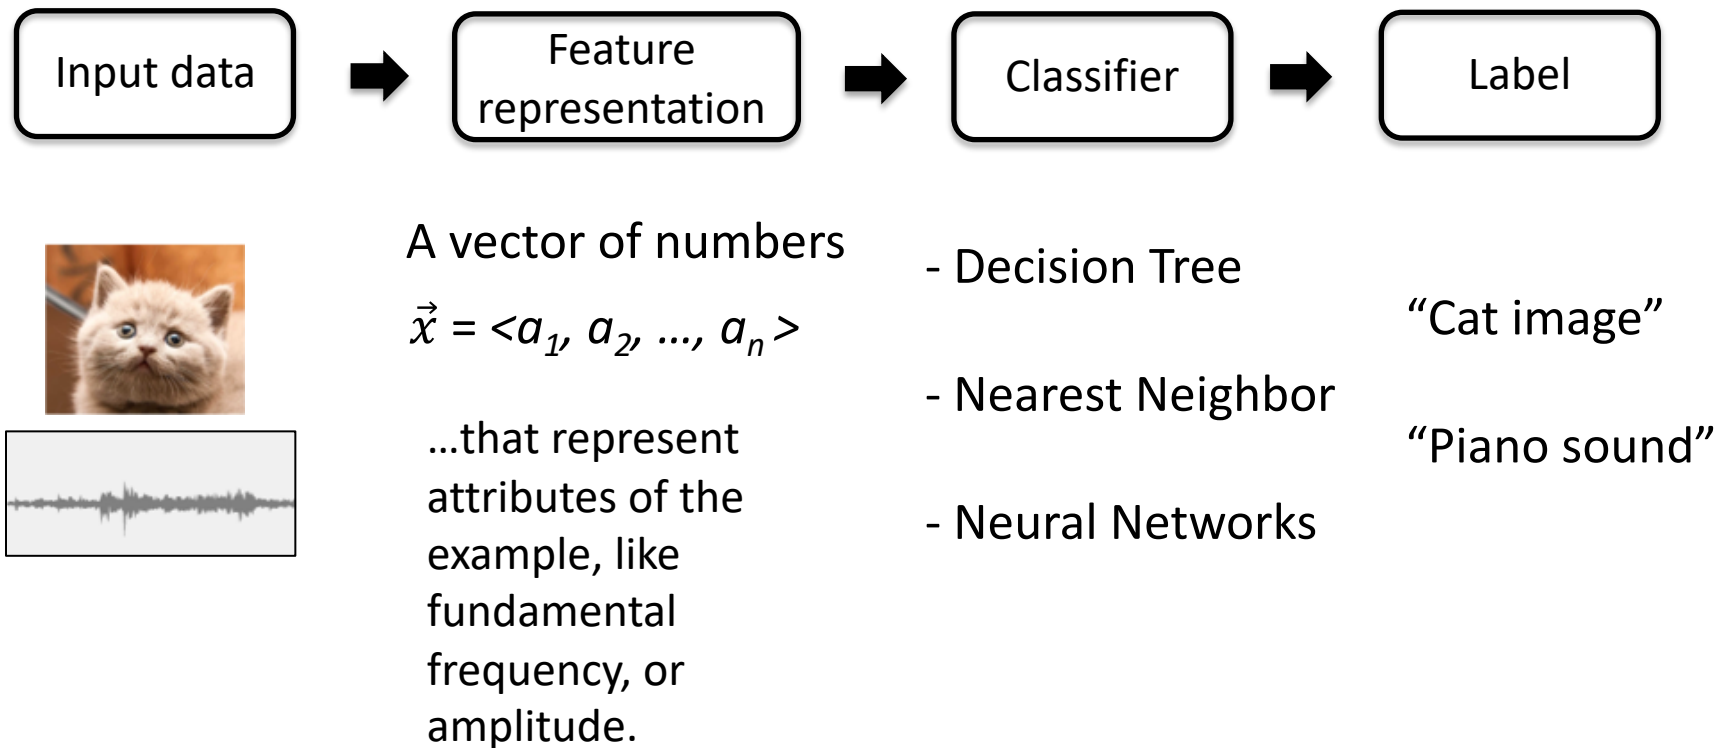 Input data
Feature
representation
Classifier
Label
A vector of numbers
x⃗ = <a₁, a₂, ..., aₙ >
...that represent
attributes of the
example, like
fundamental
frequency, or
amplitude.
- Decision Tree
- Nearest Neighbor
- Neural Networks
“Cat image”
“Piano sound”